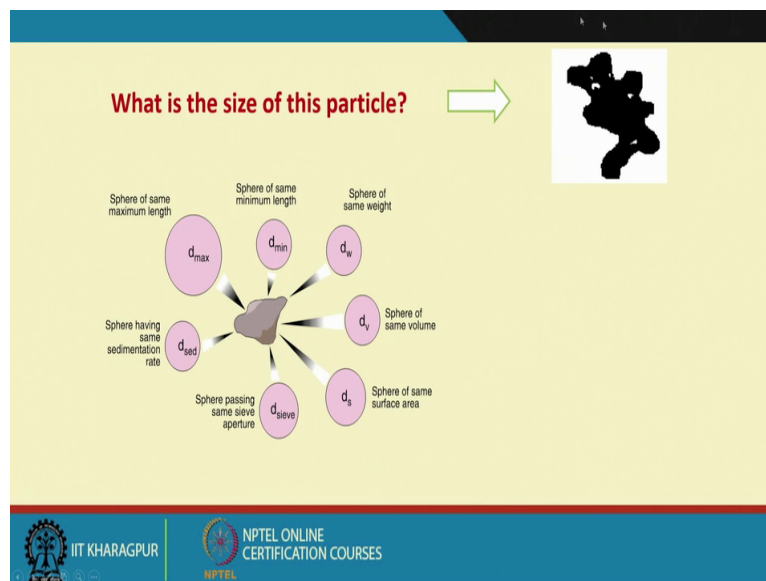 What is the size of this particle?
Sphere of same
maximum length
Sphere of same
minimum length
Sphere of
same weight
dmax
dmin
dw
Sphere having
same
sedimentation
rate
dsed
dv
Sphere of
same volume
Sphere passing
same sieve
aperture
dsieve
ds
Sphere of same
surface area
IIT KHARAGPUR
NPTEL
NPTEL ONLINE
CERTIFICATION COURSES